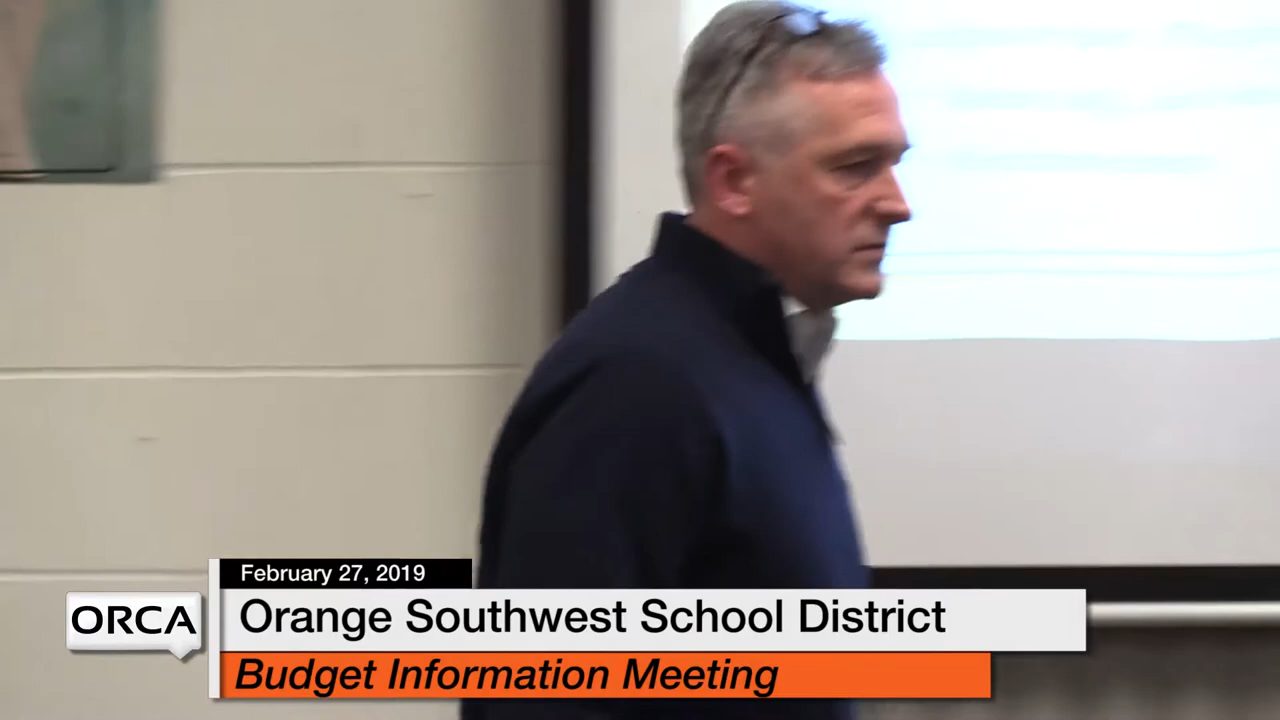 February 27, 2019
ORCA
Orange Southwest School District
Budget Information Meeting